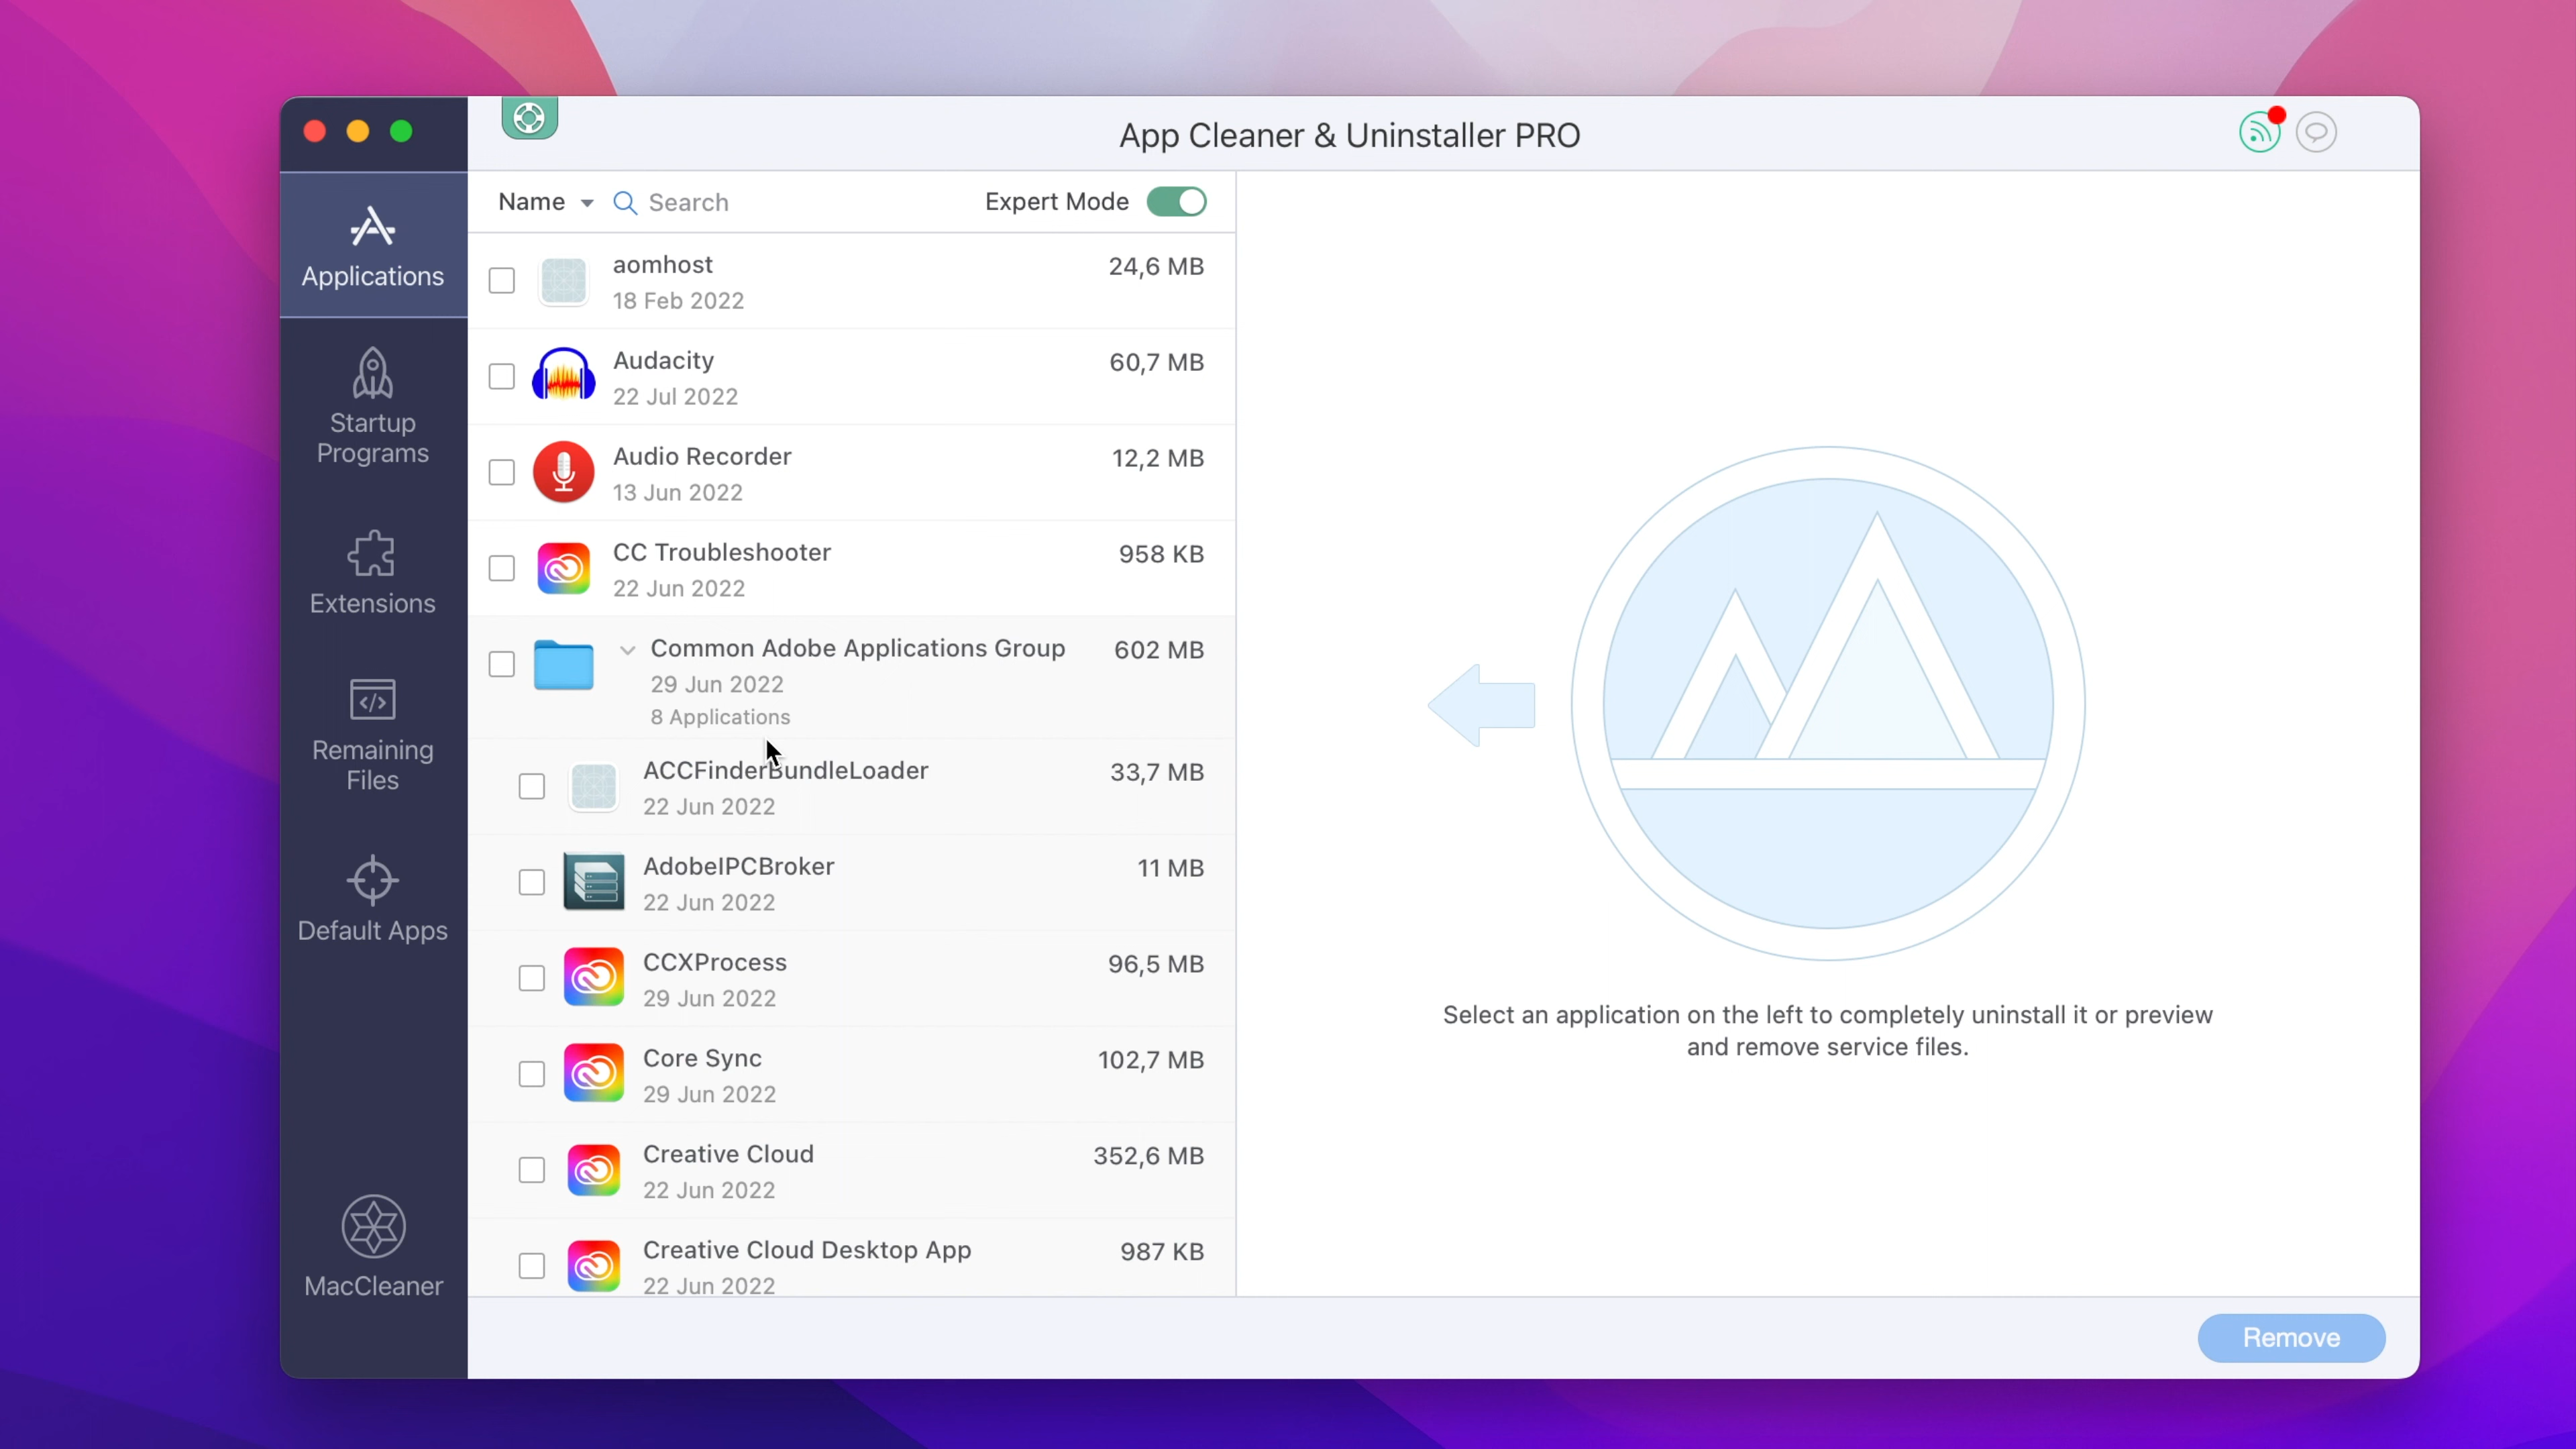 App Cleaner & Uninstaller PRO
Name
Search
Expert Mode
Applications
Startup
Programs
Extensions
Remaining
Files
Default Apps
MacCleaner
aomhost
24,6 MB
18 Feb 2022
Audacity
60,7 MB
22 Jul 2022
Audio Recorder
12,2 MB
13 Jun 2022
CC Troubleshooter
958 KB
22 Jun 2022
Common Adobe Applications Group
602 MB
29 Jun 2022
8 Applications
ACCFinderBundleLoader
33,7 MB
22 Jun 2022
AdobeIPCBroker
11 MB
22 Jun 2022
CCXProcess
96,5 MB
29 Jun 2022
Core Sync
102,7 MB
29 Jun 2022
Creative Cloud
352,6 MB
22 Jun 2022
Creative Cloud Desktop App
987 KB
22 Jun 2022
Select an application on the left to completely uninstall it or preview
and remove service files.
Remove